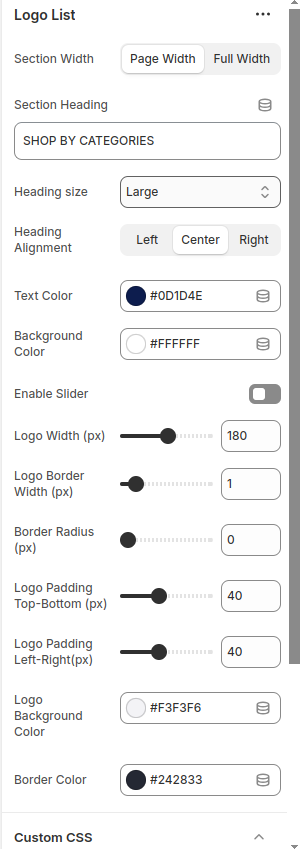 Logo List
Section Width
Page Width
Full Width
Section Heading
SHOP BY CATEGORIES
Heading size
Large
Heading
Alignment
Left
Center
Right
Text Color
#0D1D4E
Background
Color
#FFFFFF
Enable Slider
Logo Width (px)
180
Logo Border
Width (px)
1
Border Radius
(px)
0
Logo Padding
Top-Bottom (px)
40
Logo Padding
Left-Right(px)
40
Logo
Background
Color
#F3F3F6
Border Color
#242833
Custom CSS